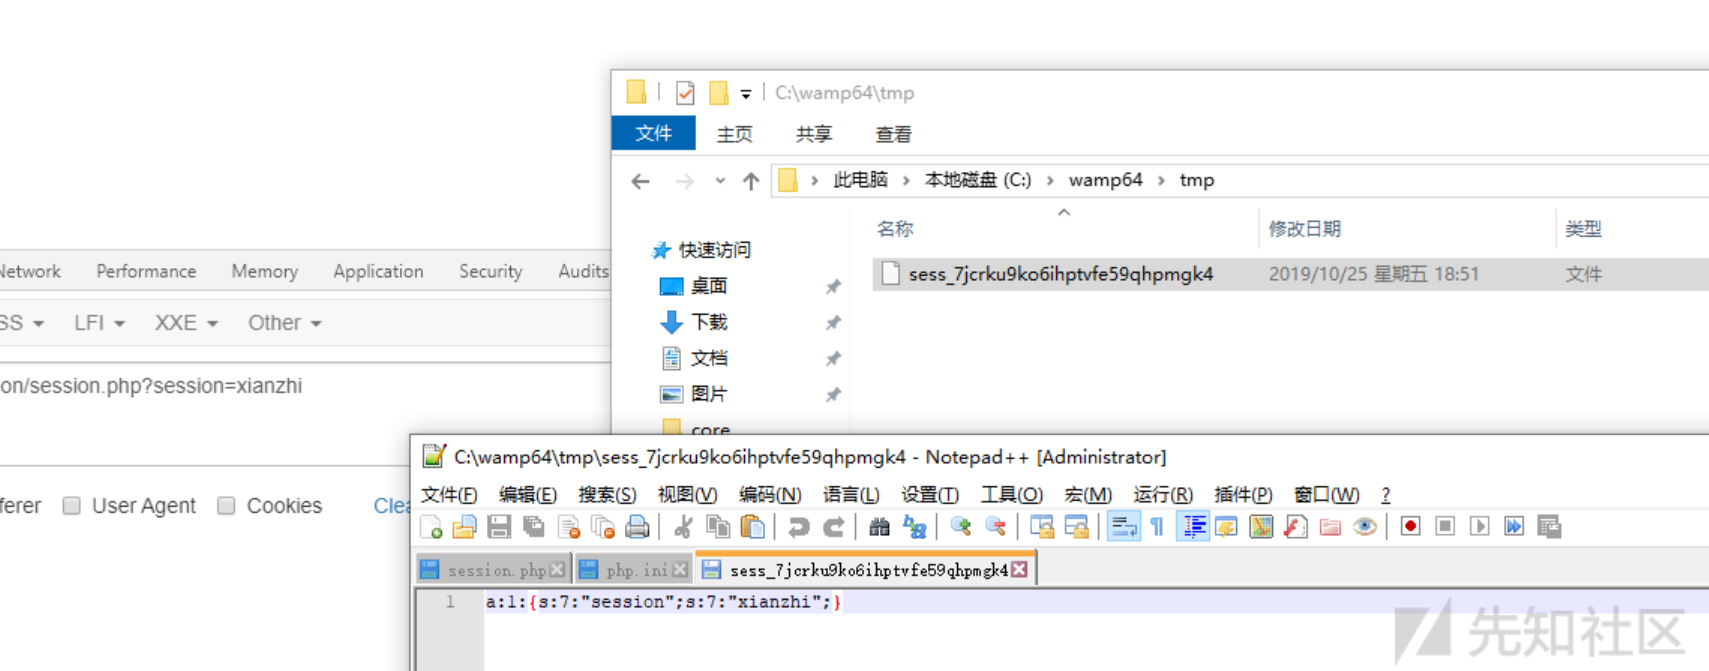 C:\wamp64\tmp
文件 主页 共享 查看
此电脑 › 本地磁盘 (C:) › wamp64 › tmp
名称 修改日期 类型
快速访问
sess_7jcrku9ko6ihptvfe59qhpmgk4 2019/10/25 星期五 18:51 文件
桌面
下载
文档
图片
core
Network Performance Memory Application Security Audits
SS LFI XXE Other
on/session.php?session=xianzhi
ferer User Agent Cookies Clea
C:\wamp64\tmp\sess_7jcrku9ko6ihptvfe59qhpmgk4 - Notepad++ [Administrator]
文件(F) 编辑(E) 搜索(S) 视图(V) 编码(N) 语言(L) 设置(T) 工具(O) 宏(M) 运行(R) 插件(P) 窗口(W) ?
session.php php.ini sess_7jcrku9ko6ihptvfe59qhpmgk4
1 a:1:{s:7:"session";s:7:"xianzhi";}
先知社区